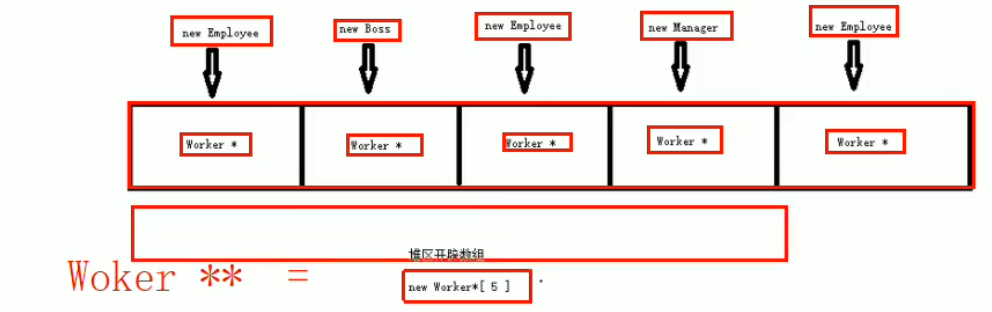 new Employee new Boss new Employee new Manager new Employee
Worker * Worker * Worker * Worker * Worker *
堆区开辟数组
Woker ** = new Worker*[ 5 ] .